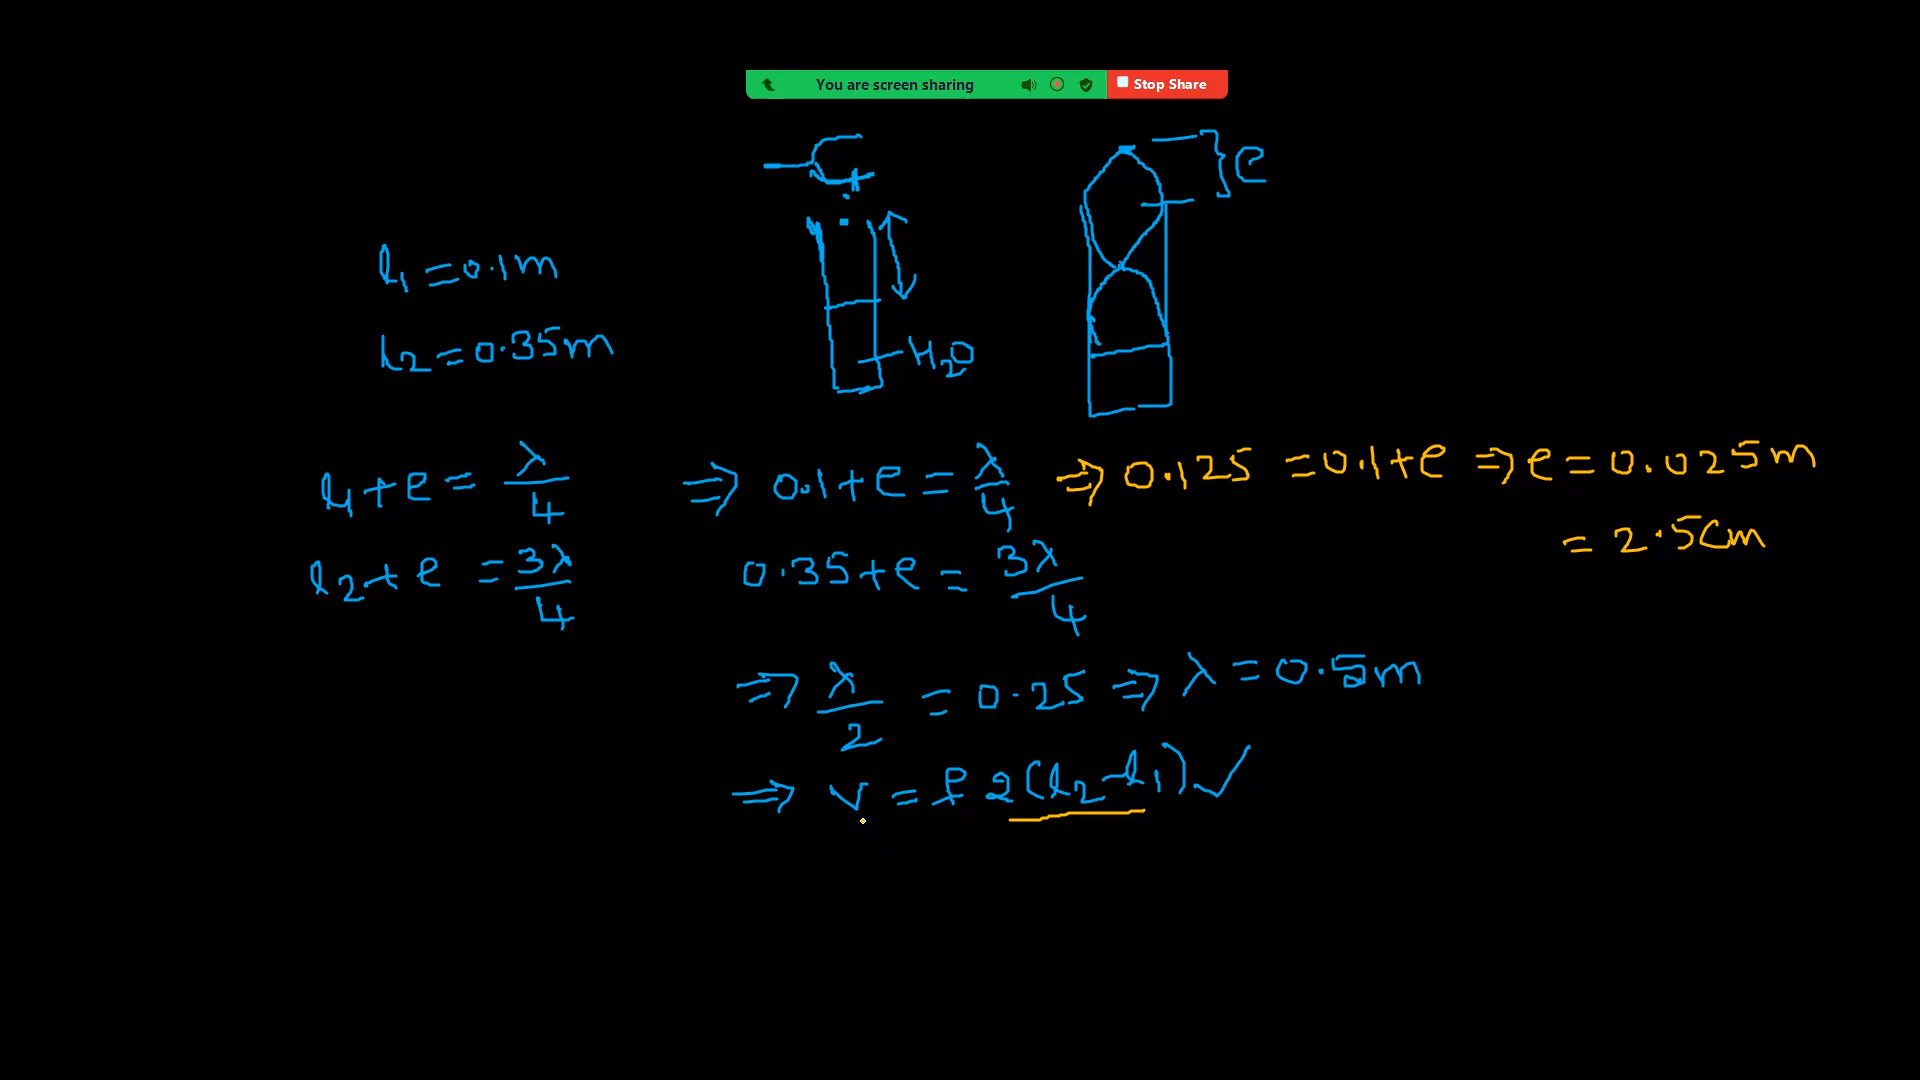 You are screen sharing Stop Share
e
l₁ = 0.1m
l₂ = 0.35m
H₂O
l₁ + e = λ/4 ⇒ 0.1 + e = λ/4 ⇒ 0.125 = 0.1 + e ⇒ e = 0.025m
= 2.5cm
l₂ + e = 3λ/4 0.35 + e = 3λ/4
⇒ λ/2 = 0.25 ⇒ λ = 0.5m
⇒ v = f 2(l₂ - l₁) ✓